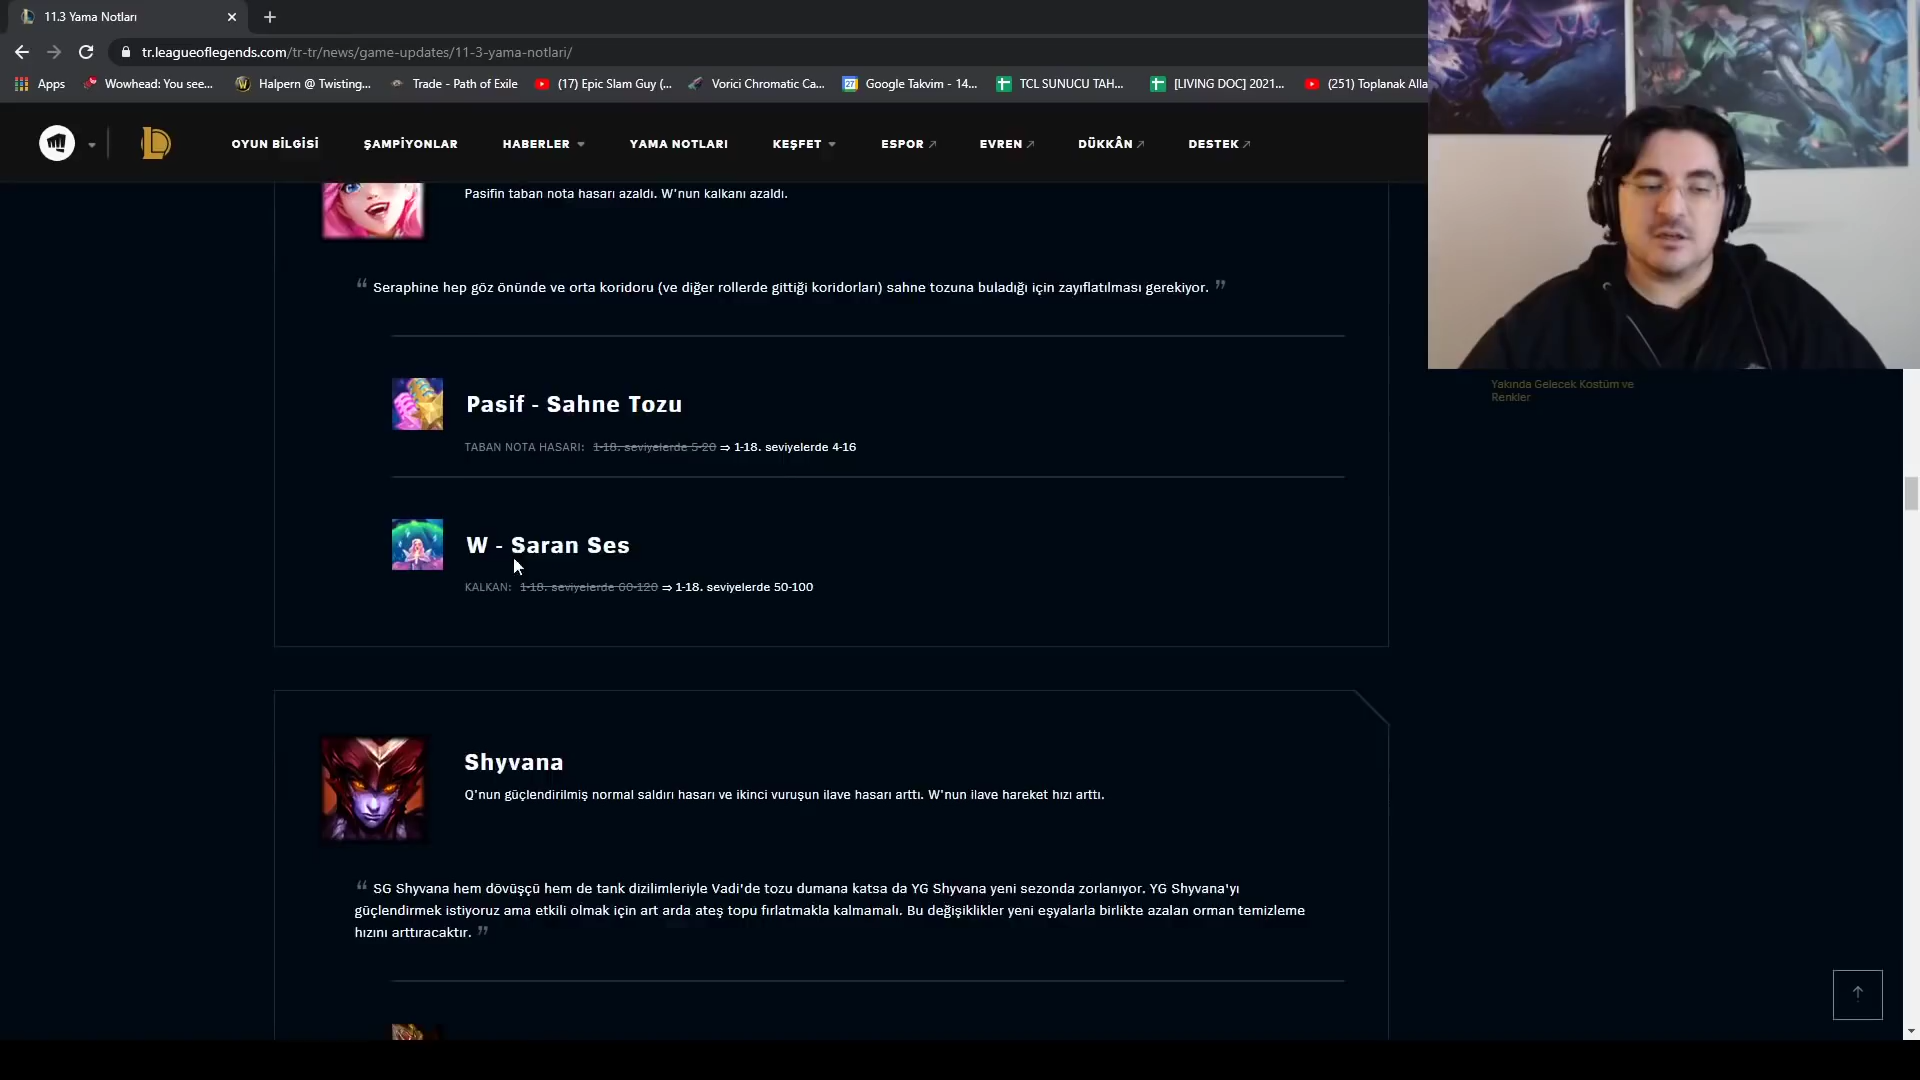 11.3 Yama Notları
tr.leagueoflegends.com/tr-tr/news/game-updates/11-3-yama-notlari/
Apps
Wowhead: You see...
Halpern @ Twisting...
Trade - Path of Exile
(17) Epic Slam Guy (...
Vorici Chromatic Ca...
27
Google Takvim - 14...
TCL SUNUCU TAH...
[LIVING DOC] 2021...
(251) Toplanak Alla
OYUN BİLGİSİ
ŞAMPİYONLAR
HABERLER
YAMA NOTLARI
KEŞFET
ESPOR
EVREN
DÜKKÂN
DESTEK
Pasifin taban nota hasarı azaldı. W'nun kalkanı azaldı.
“ Seraphine hep göz önünde ve orta koridoru (ve diğer rollerde gittiği koridorları) sahne tozuna buladığı için zayıflatılması gerekiyor. ”
Yakında Gelecek Kostüm ve
Renkler
Pasif - Sahne Tozu
TABAN NOTA HASARI: 1-18. seviyelerde 5-20 ⇒ 1-18. seviyelerde 4-16
W - Saran Ses
KALKAN: 1-18. seviyelerde 60-120 ⇒ 1-18. seviyelerde 50-100
Shyvana
Q'nun güçlendirilmiş normal saldırı hasarı ve ikinci vuruşun ilave hasarı arttı. W'nun ilave hareket hızı arttı.
“ SG Shyvana hem dövüşçü hem de tank dizilimleriyle Vadi'de tozu dumana katsa da YG Shyvana yeni sezonda zorlanıyor. YG Shyvana'yı
güçlendirmek istiyoruz ama etkili olmak için art arda ateş topu fırlatmakla kalmamalı. Bu değişiklikler yeni eşyalarla birlikte azalan orman temizleme
hızını arttıracaktır. ”